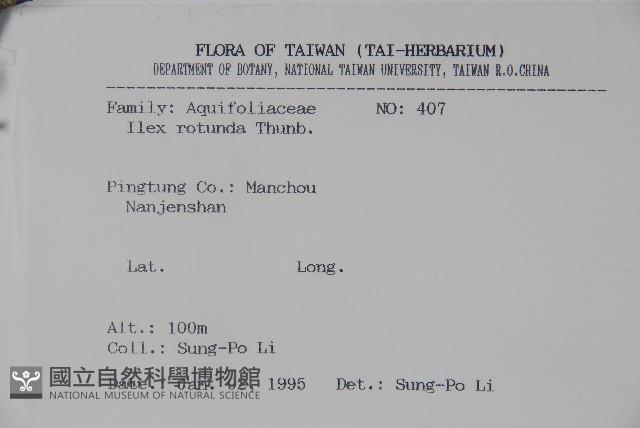 FLORA OF TAIWAN (TAI-HERBARIUM)
DEPARTMENT OF BOTANY, NATIONAL TAIWAN UNIVERSITY, TAIWAN R.O.CHINA
Family: Aquifoliaceae NO: 407
Ilex rotunda Thunb.
Pingtung Co.: Manchou
Nanjenshan
Lat. Long.
Alt.: 100m
Coll.: Sung-Po Li
Date: Jan. 1995 Det.: Sung-Po Li
國立自然科學博物館
NATIONAL MUSEUM OF NATURAL SCIENCE